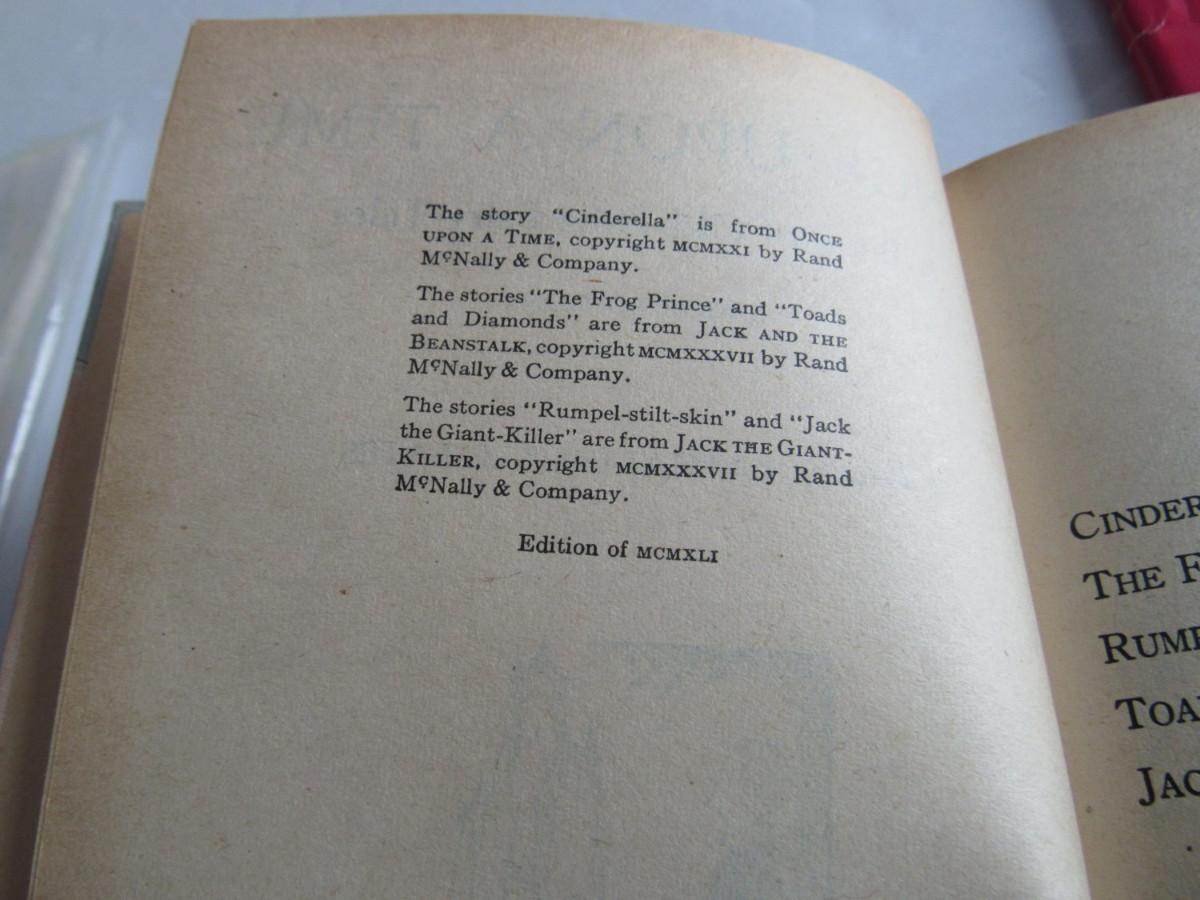 The story "Cinderella" is from ONCE
UPON A TIME, copyright MCMXXI by Rand
McNally & Company.
The stories "The Frog Prince" and "Toads
and Diamonds" are from JACK AND THE
BEANSTALK, copyright MCMXXXVII by Rand
McNally & Company.
The stories "Rumpel-stilt-skin" and "Jack
the Giant-Killer" are from JACK THE GIANT-
KILLER, copyright MCMXXXVII by Rand
McNally & Company.
Edition of MCMXLI
CINDER
THE F
RUMP
TOA
JAC